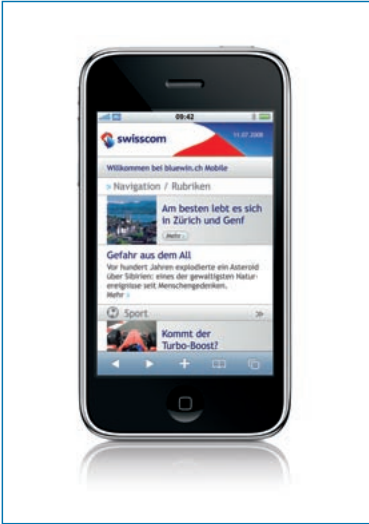 09:42
swisscom
11.07.2008
Willkommen bei bluewin.ch Mobile
» Navigation / Rubriken
Am besten lebt es sich
in Zürich und Genf
Mehr »
Gefahr aus dem All
Vor hundert Jahren explodierte ein Asteroid
über Sibirien: eines der gewaltigsten Natur-
ereignisse seit Menschengedenken.
Mehr »
Sport »
Kommt der
Turbo-Boost?